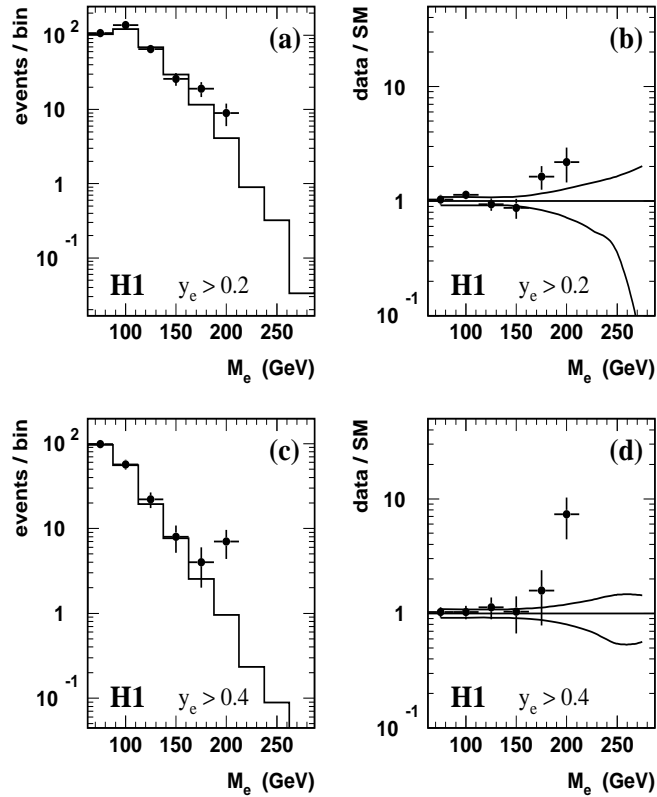 events / bin
(a)
10^2
10
1
10^-1
H1 y_e > 0.2
100 150 200 250
M_e (GeV)
data / SM
(b)
10
1
10^-1
H1 y_e > 0.2
100 150 200 250
M_e (GeV)
events / bin
(c)
10^2
10
1
10^-1
H1 y_e > 0.4
100 150 200 250
M_e (GeV)
data / SM
(d)
10
1
10^-1
H1 y_e > 0.4
100 150 200 250
M_e (GeV)